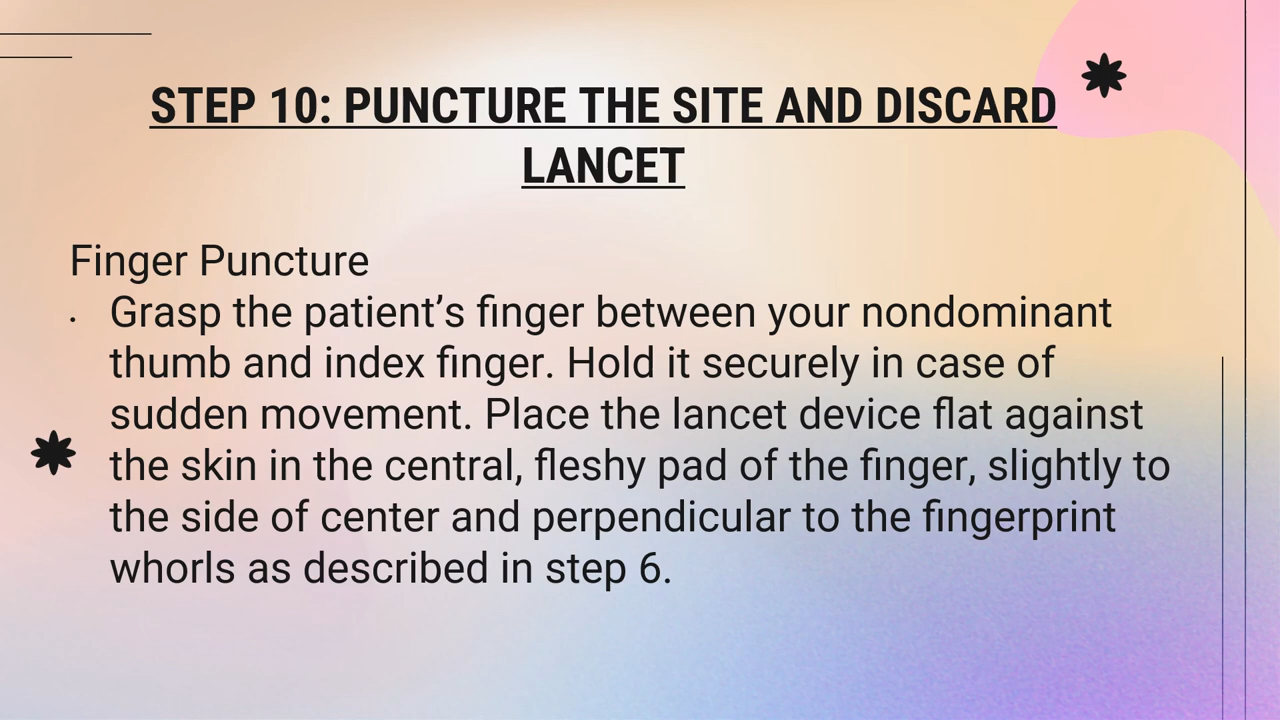 STEP 10: PUNCTURE THE SITE AND DISCARD
LANCET
Finger Puncture
• Grasp the patient’s finger between your nondominant
thumb and index finger. Hold it securely in case of
sudden movement. Place the lancet device flat against
the skin in the central, fleshy pad of the finger, slightly to
the side of center and perpendicular to the fingerprint
whorls as described in step 6.